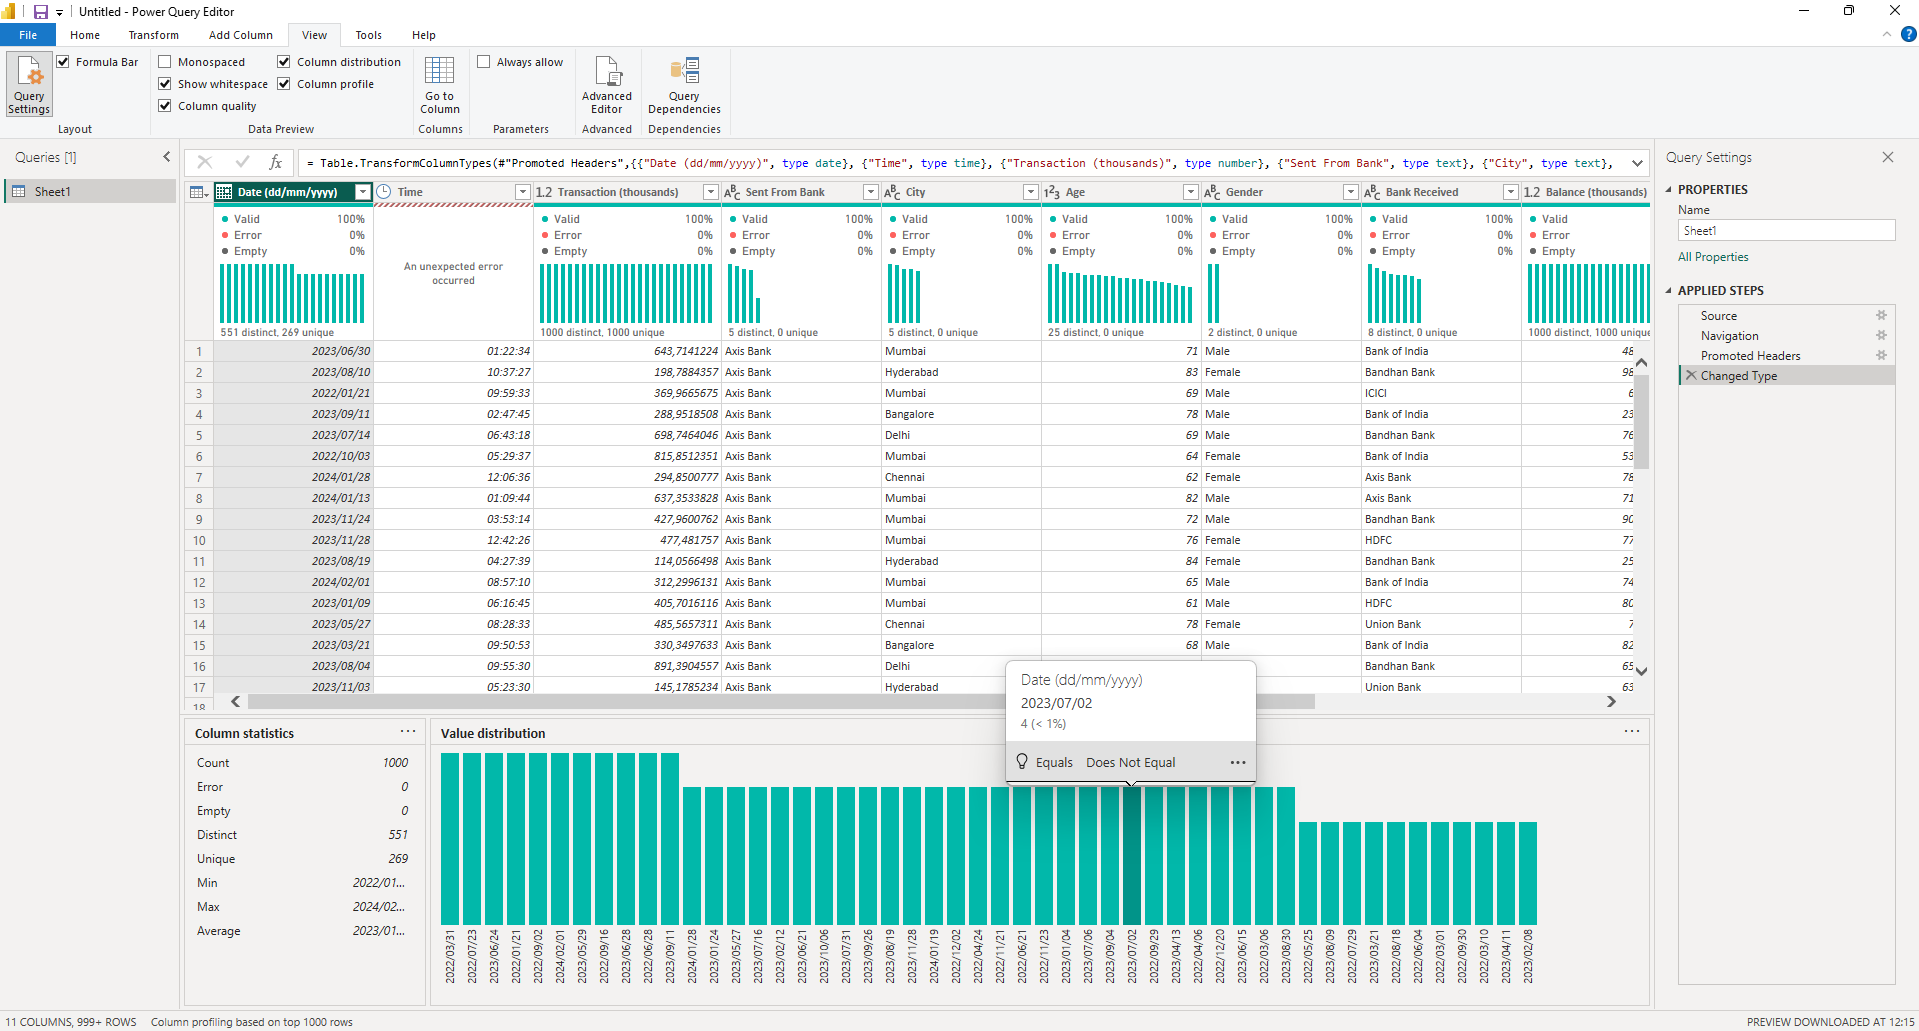 Untitled - Power Query Editor
File Home Transform Add Column View Tools Help
Query Settings
Formula Bar
Layout
Monospaced
Show whitespace
Column quality
Column distribution
Column profile
Data Preview
Go to Column
Columns
Always allow
Parameters
Advanced Editor
Advanced
Query Dependencies
Dependencies
Queries [1]
Sheet1
fx
= Table.TransformColumnTypes(#"Promoted Headers",{{"Date (dd/mm/yyyy)", type date}, {"Time", type time}, {"Transaction (thousands)", type number}, {"Sent From Bank", type text}, {"City", type text},
Date (dd/mm/yyyy) Time 1.2 Transaction (thousands) ABC Sent From Bank ABC City 123 Age ABC Gender ABC Bank Received 1.2 Balance (thousands)
Valid 100% Valid 100% Valid 100% Valid 100% Valid 100% Valid 100% Valid 100% Valid
Error 0% Error 0% Error 0% Error 0% Error 0% Error 0% Error 0% Error
Empty 0% Empty 0% Empty 0% Empty 0% Empty 0% Empty 0% Empty 0% Empty
An unexpected error occurred
551 distinct, 269 unique 1000 distinct, 1000 unique 5 distinct, 0 unique 5 distinct, 0 unique 25 distinct, 0 unique 2 distinct, 0 unique 8 distinct, 0 unique 1000 distinct, 1000 unique
1 2023/06/30 01:22:34 643,7141224 Axis Bank Mumbai 71 Male Bank of India 48
2 2023/08/10 10:37:27 198,7884357 Axis Bank Hyderabad 83 Female Bandhan Bank 98
3 2022/01/21 09:59:33 369,9665675 Axis Bank Mumbai 69 Male ICICI 6
4 2023/09/11 02:47:45 288,9518508 Axis Bank Bangalore 78 Male Bank of India 23
5 2023/07/14 06:43:18 698,7464046 Axis Bank Delhi 69 Male Bandhan Bank 76
6 2022/10/03 05:29:37 815,8512351 Axis Bank Mumbai 64 Female Bank of India 53
7 2024/01/28 12:06:36 294,8500777 Axis Bank Chennai 62 Female Axis Bank 78
8 2024/01/13 01:09:44 637,3533828 Axis Bank Mumbai 82 Male Axis Bank 71
9 2023/11/24 03:53:14 427,9600762 Axis Bank Mumbai 72 Male Bandhan Bank 90
10 2023/11/28 12:42:26 477,481757 Axis Bank Mumbai 76 Female HDFC 77
11 2023/08/19 04:27:39 114,0566498 Axis Bank Hyderabad 84 Female Bandhan Bank 25
12 2024/02/01 08:57:10 312,2996131 Axis Bank Mumbai 65 Male Bank of India 74
13 2023/01/09 06:16:45 405,7016116 Axis Bank Mumbai 61 Male HDFC 80
14 2023/05/27 08:28:33 485,5657311 Axis Bank Chennai 78 Female Union Bank 7
15 2023/03/21 09:50:53 330,3497633 Axis Bank Bangalore 68 Male Bank of India 82
16 2023/08/04 09:55:30 891,3904557 Axis Bank Delhi Bandhan Bank 65
17 2023/11/03 05:23:30 145,1785234 Axis Bank Hyderabad Union Bank 63
18
Date (dd/mm/yyyy)
2023/07/02
4 (< 1%)
Equals Does Not Equal ...
Column statistics ...
Count 1000
Error 0
Empty 0
Distinct 551
Unique 269
Min 2022/01...
Max 2024/02...
Average 2023/01...
Value distribution ...
2022/03/31
2022/07/23
2023/06/24
2022/01/21
2022/09/02
2024/02/01
2023/05/29
2022/09/16
2022/06/28
2022/08/28
2023/09/11
2024/01/28
2023/01/24
2023/05/27
2023/07/16
2022/02/12
2023/06/21
2023/10/06
2023/07/31
2023/09/26
2023/08/19
2023/11/28
2024/01/19
2022/12/02
2022/04/24
2022/11/21
2022/06/21
2022/11/23
2023/01/04
2022/07/06
2023/09/04
2023/07/02
2022/09/29
2023/04/13
2022/04/06
2022/12/20
2023/06/15
2022/03/06
2023/08/30
2022/05/25
2023/08/09
2022/07/29
2023/03/21
2022/08/18
2022/06/04
2022/03/01
2022/09/30
2022/03/10
2023/04/11
2023/02/08
Query Settings
PROPERTIES
Name
Sheet1
All Properties
APPLIED STEPS
Source
Navigation
Promoted Headers
Changed Type
11 COLUMNS, 999+ ROWS Column profiling based on top 1000 rows PREVIEW DOWNLOADED AT 12:15